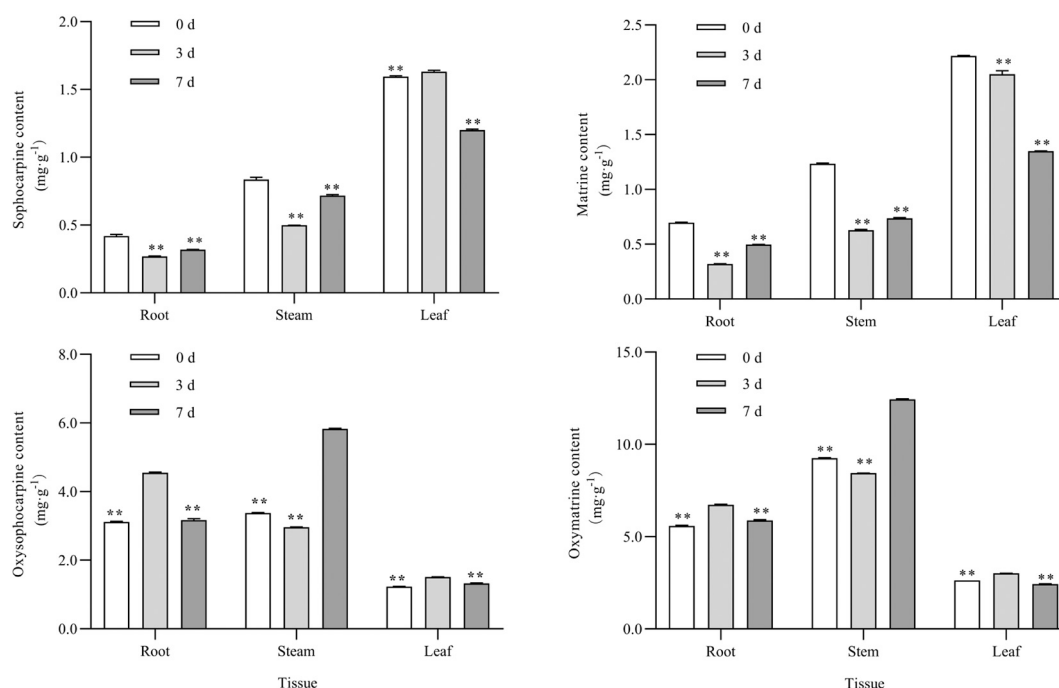 Sophocarpine content
(mg·g⁻¹)
2.0
1.5
1.0
0.5
0.0
0 d
3 d
7 d
**
**
**
**
**
**
Root
Steam
Leaf
Matrine content
(mg·g⁻¹)
2.5
2.0
1.5
1.0
0.5
0.0
0 d
3 d
7 d
**
**
**
**
**
**
Root
Stem
Leaf
Oxysophocarpine content
(mg·g⁻¹)
8.0
6.0
4.0
2.0
0.0
0 d
3 d
7 d
**
**
**
**
**
**
Root
Steam
Leaf
Tissue
Oxymatrine content
(mg·g⁻¹)
15.0
10.0
5.0
0.0
0 d
3 d
7 d
**
**
**
**
**
**
Root
Stem
Leaf
Tissue